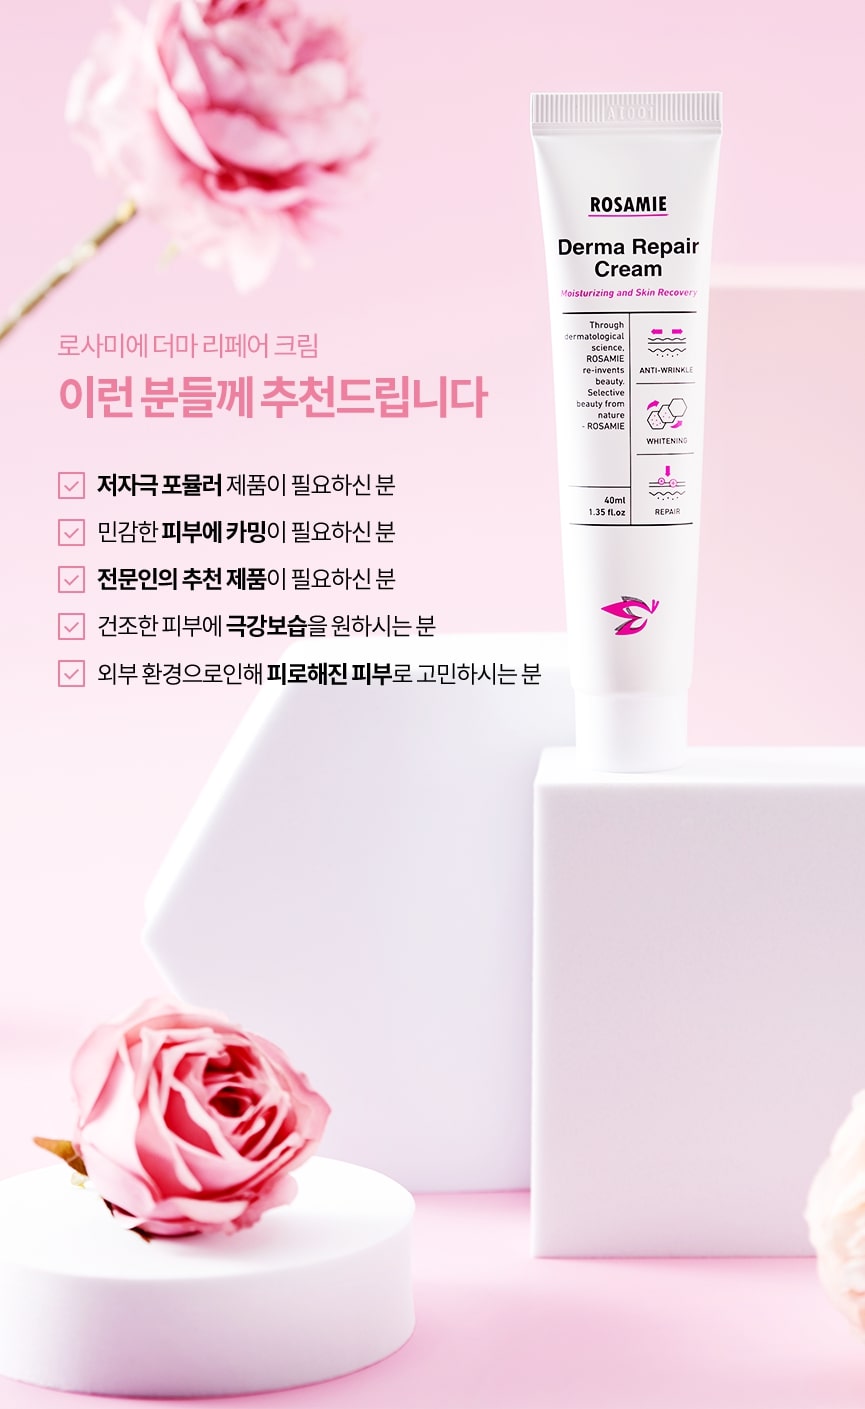 로사미에 더마 리페어 크림
이런 분들께 추천드립니다
저자극 포뮬러 제품이 필요하신 분
민감한 피부에 카밍이 필요하신 분
전문인의 추천 제품이 필요하신 분
건조한 피부에 극강보습을 원하시는 분
외부 환경으로인해 피로해진 피부로 고민하시는 분
ROSAMIE
Derma Repair
Cream
Moisturizing and Skin Recovery
Through
dermatological
science,
ROSAMIE
re-invents
beauty.
Selective
beauty from
nature
- ROSAMIE
40ml
1.35 fl.oz
ANTI-WRINKLE
WHITENING
REPAIR